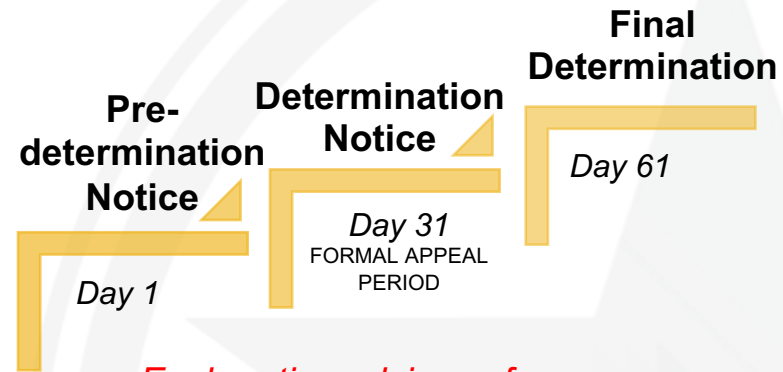 Pre-
determination
Notice
Day 1
Determination
Notice
Day 31
FORMAL APPEAL
PERIOD
Final
Determination
Day 61